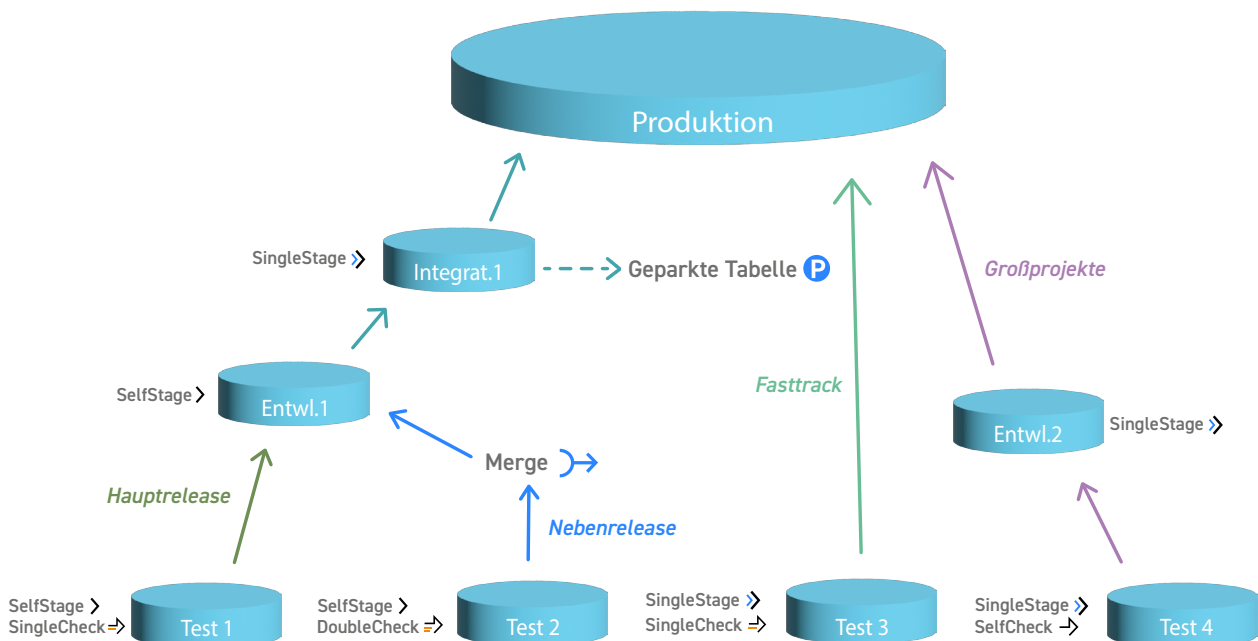 Produktion
SingleStage
Integrat.1
Geparkte Tabelle P
Großprojekte
SelfStage
Entwl.1
Fasttrack
Entwl.2
SingleStage
Merge
Hauptrelease
Nebenrelease
SelfStage
SingleCheck
Test 1
SelfStage
DoubleCheck
Test 2
SingleStage
SingleCheck
Test 3
SingleStage
SelfCheck
Test 4